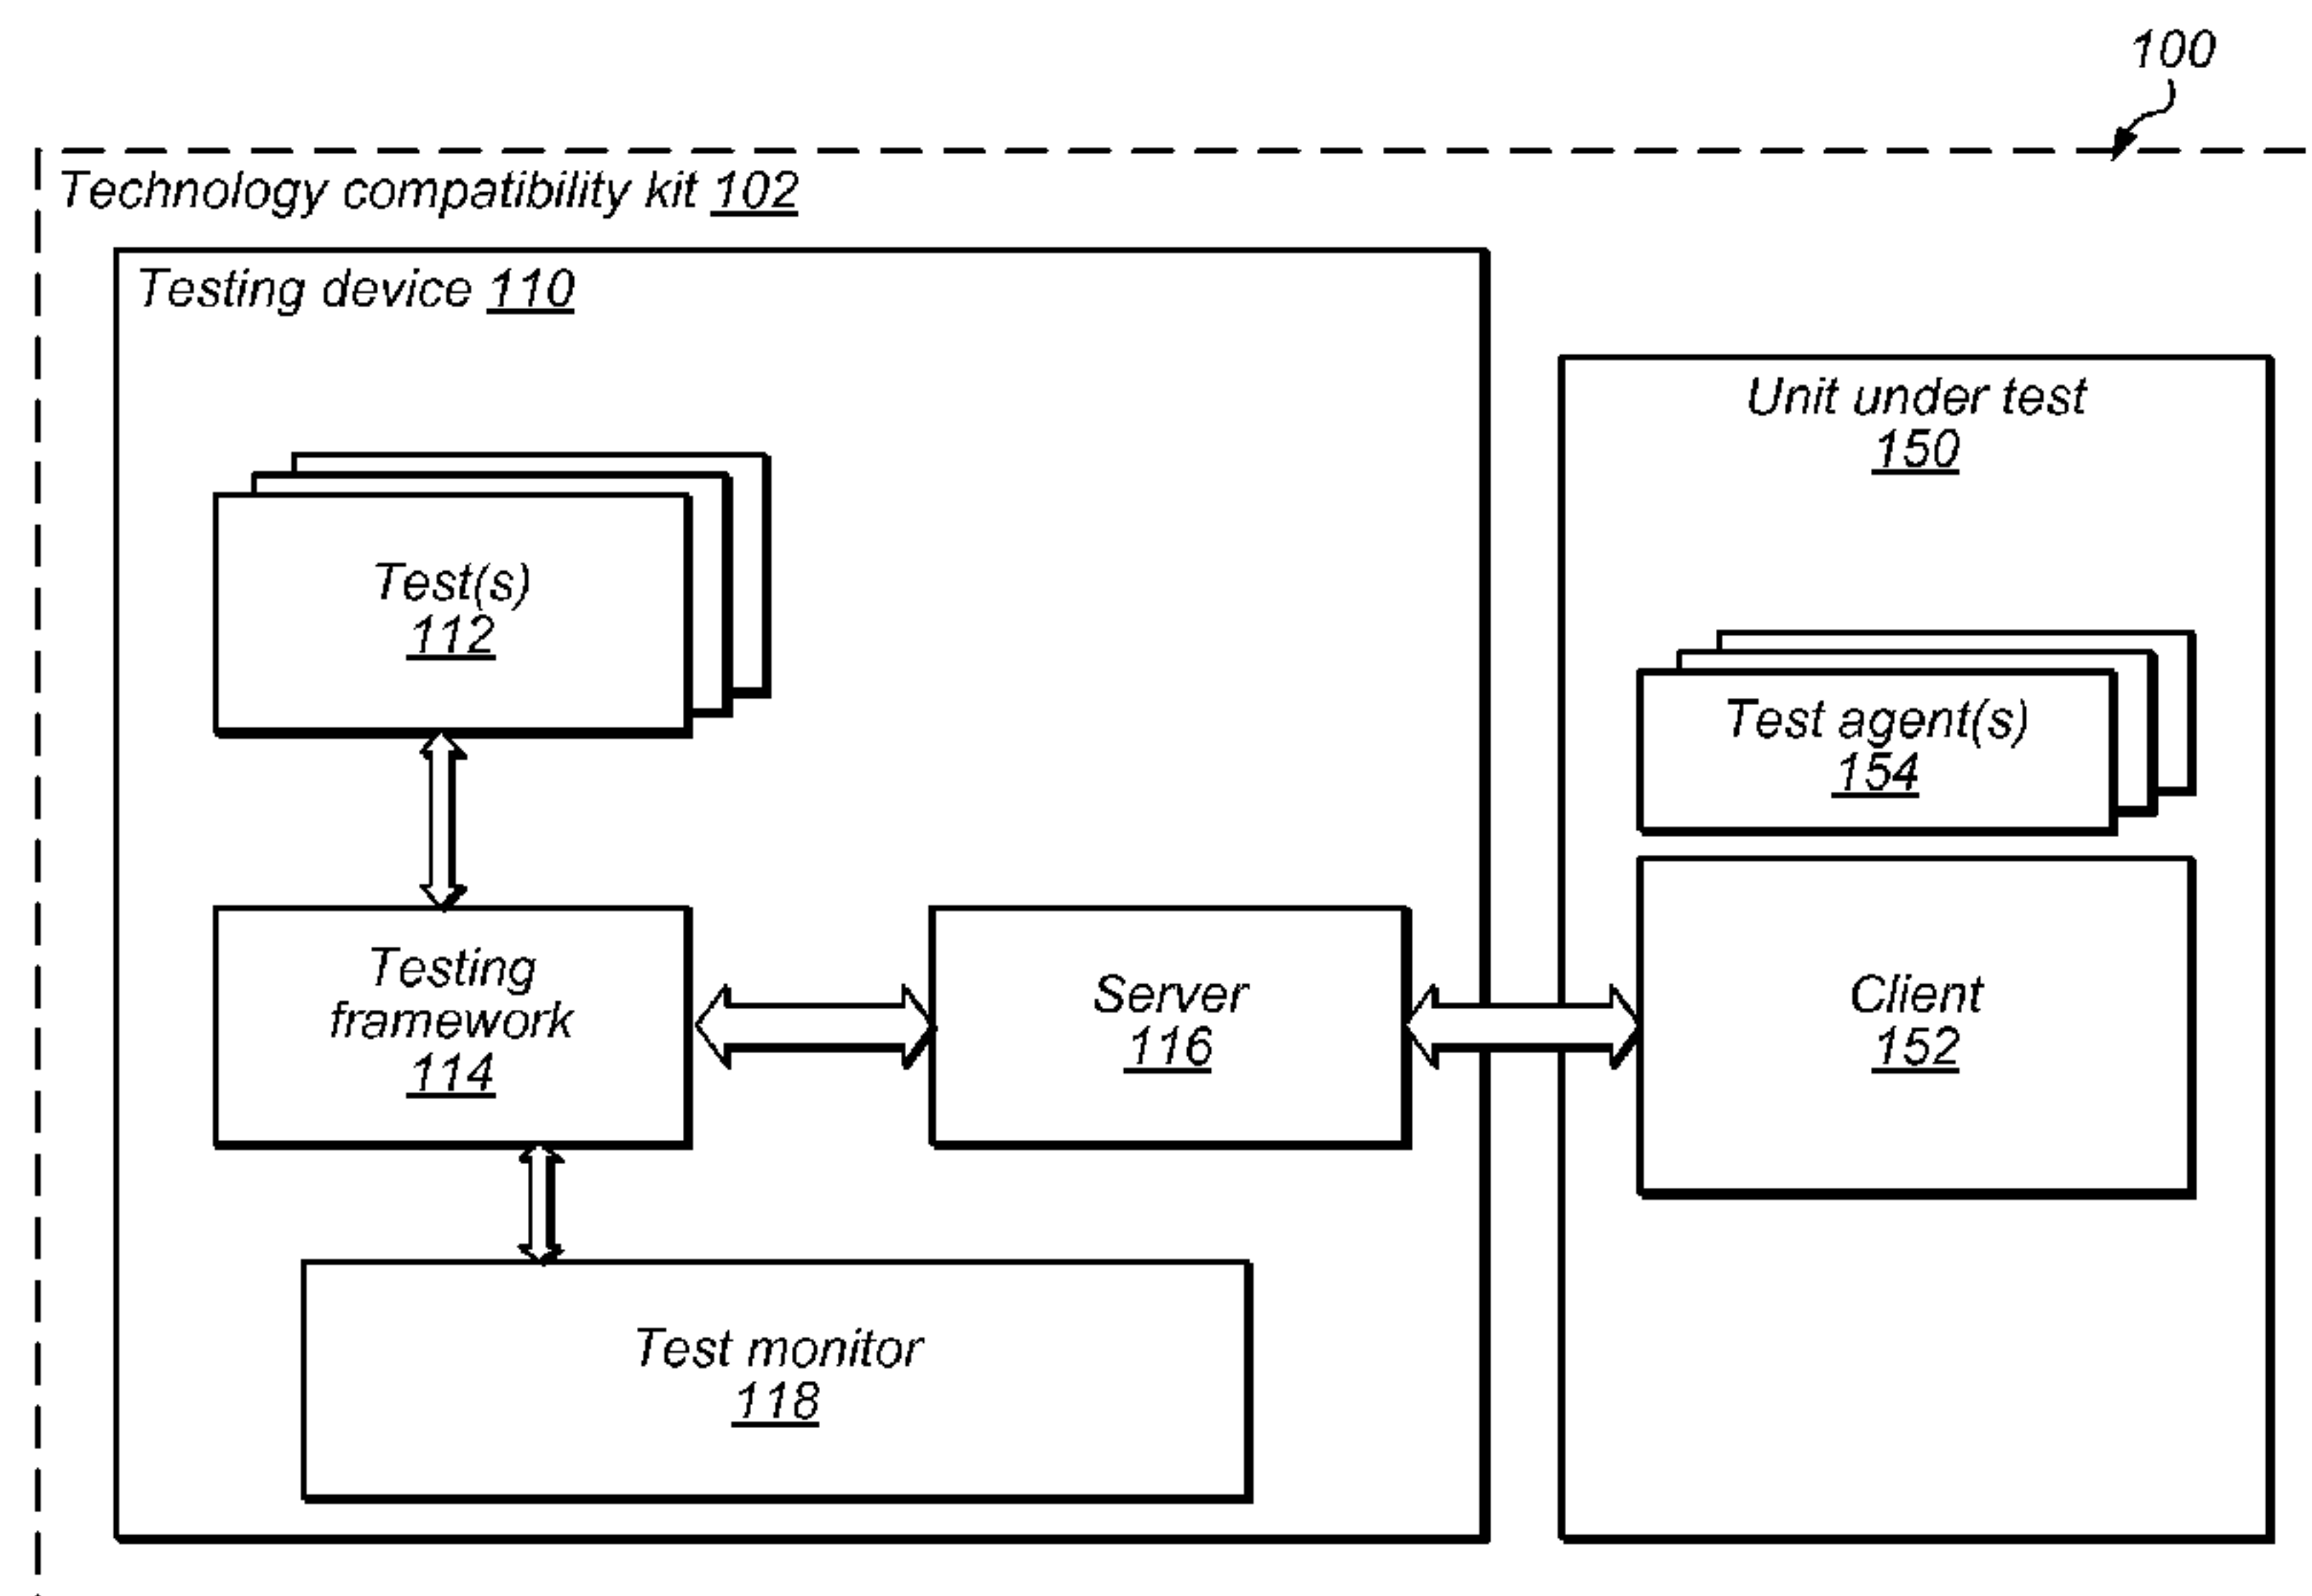 100
Technology compatibility kit 102
Testing device 110
Unit under test
150
Test(s)
112
Test agent(s)
154
Testing
framework
114
Server
116
Client
152
Test monitor
118